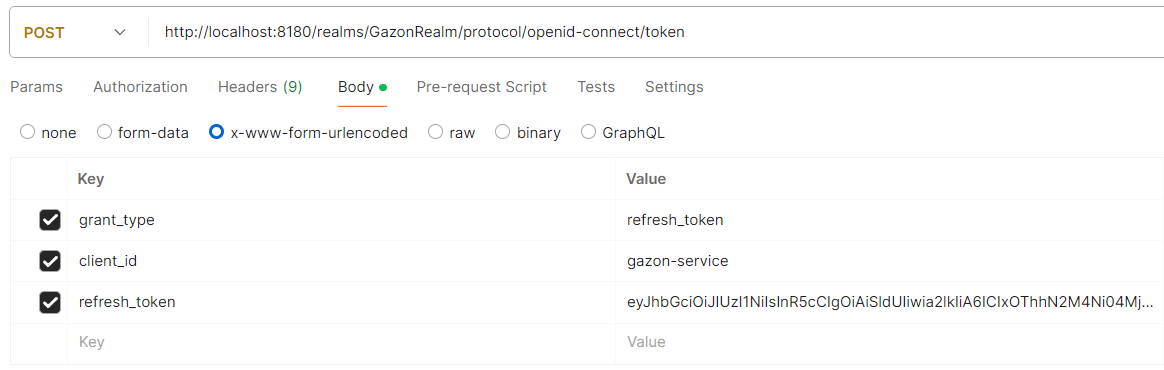 POST http://localhost:8180/realms/GazonRealm/protocol/openid-connect/token
Params Authorization Headers (9) Body Pre-request Script Tests Settings
none form-data x-www-form-urlencoded raw binary GraphQL
Key Value
grant_type refresh_token
client_id gazon-service
refresh_token eyJhbGciOiJIUzI1NiIsInR5cCIgOiAiSldUIiwia2lkIiA6ICIxOThhN2M4Ni04Mj...
Key Value